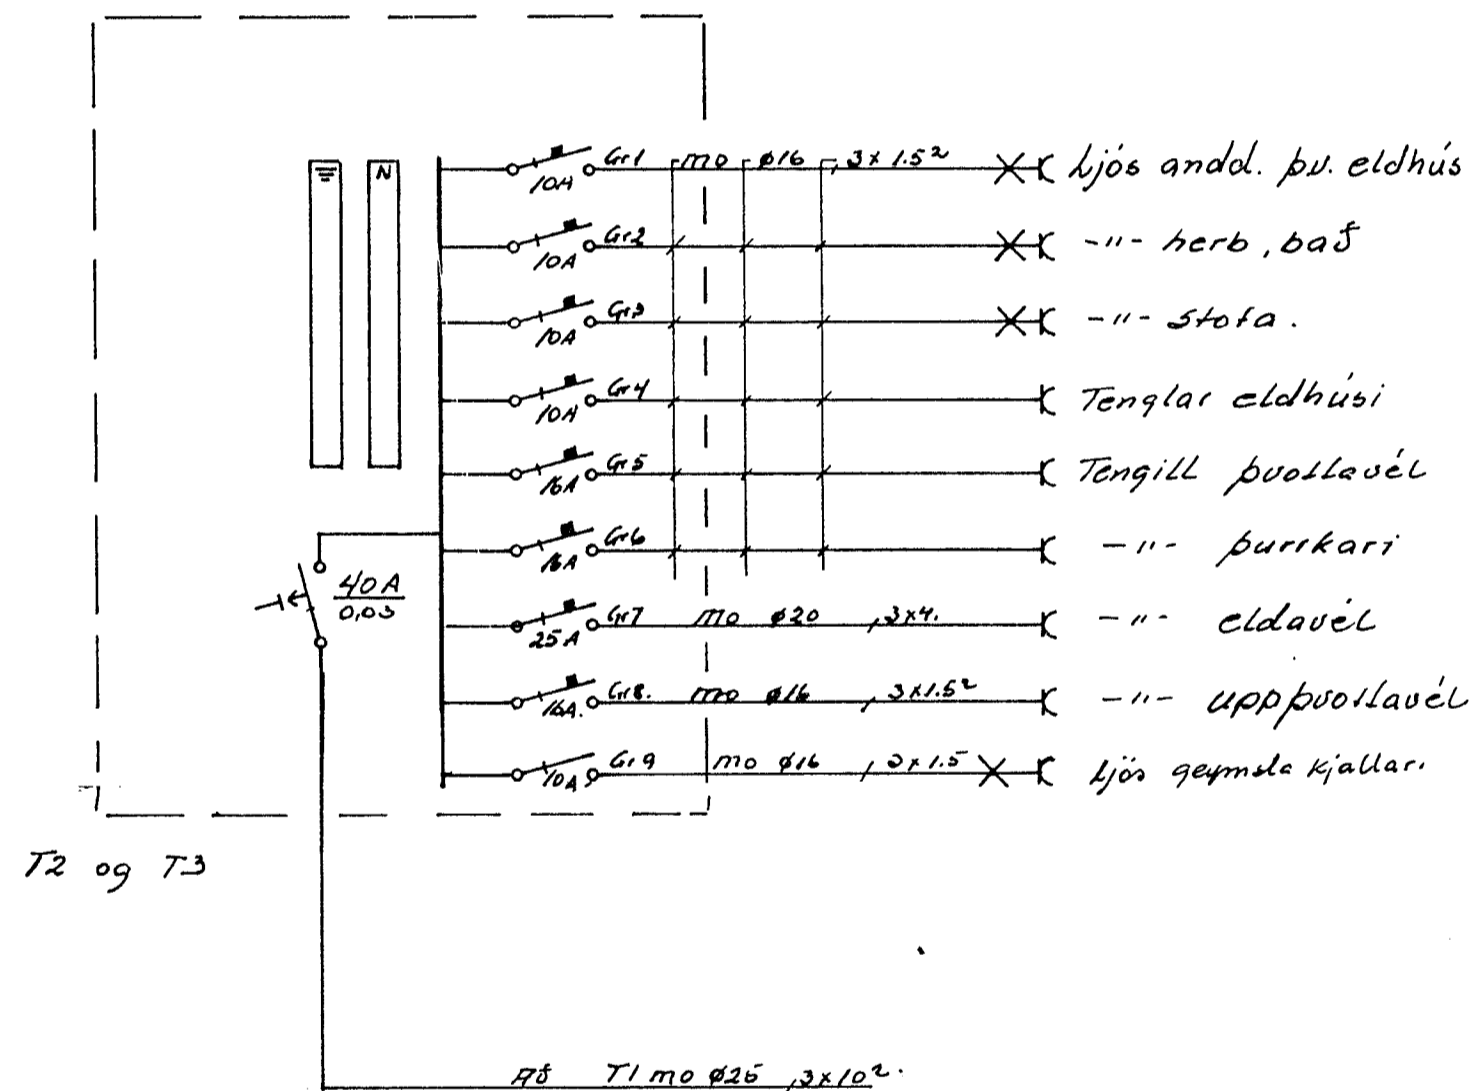 N
Gr1 mo ø16 , 3x1.5² Ljós andd. þv. eldhús
10A
Gr2 -"- herb, bað
10A
Gr3 -"- stofa.
10A
Gr4 Tenglar eldhúsi
10A
Gr5 Tengill þvottavél
16A
Gr6 -"- þurrkari
16A
40A
0,03
Gr7 mo ø20 , 3x4. -"- eldavél
25A
Gr8. mo ø16 , 3x1.5² -"- uppþvottavél
16A.
Gr9 mo ø16 , 3x1.5 Ljós geymsla kjallar.
10A
T2 og T3
Að T1 mo ø25 , 3x10².